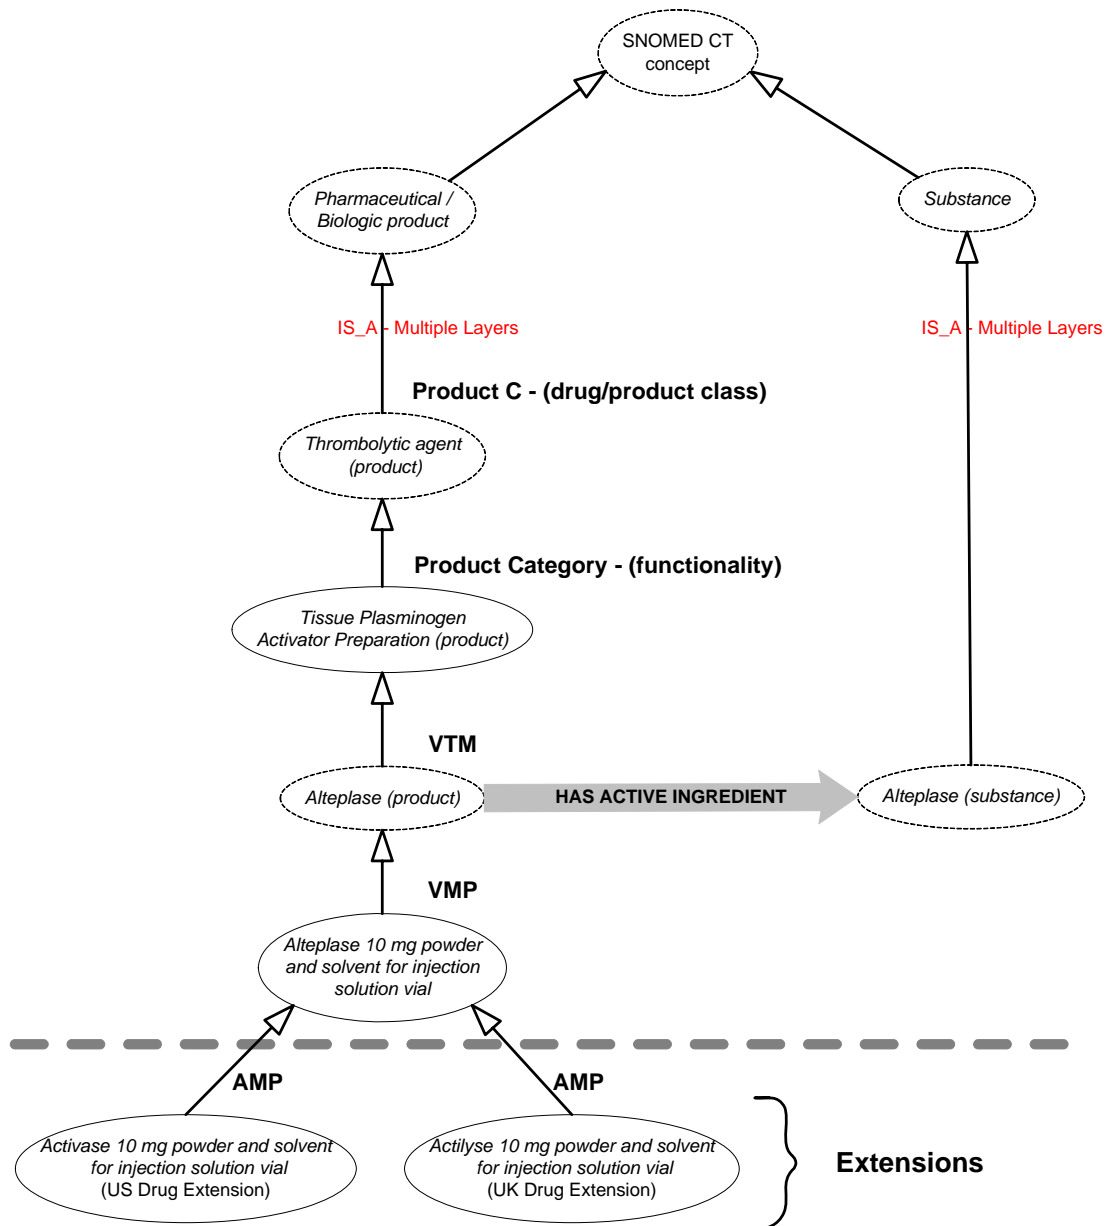 SNOMED CT
concept
Pharmaceutical /
Biologic product
Substance
IS_A - Multiple Layers
IS_A - Multiple Layers
Product C - (drug/product class)
Thrombolytic agent
(product)
Product Category - (functionality)
Tissue Plasminogen
Activator Preparation (product)
VTM
Alteplase (product)
HAS ACTIVE INGREDIENT
Alteplase (substance)
VMP
Alteplase 10 mg powder
and solvent for injection
solution vial
AMP
AMP
Activase 10 mg powder and solvent
for injection solution vial
(US Drug Extension)
Actilyse 10 mg powder and solvent
for injection solution vial
(UK Drug Extension)
Extensions